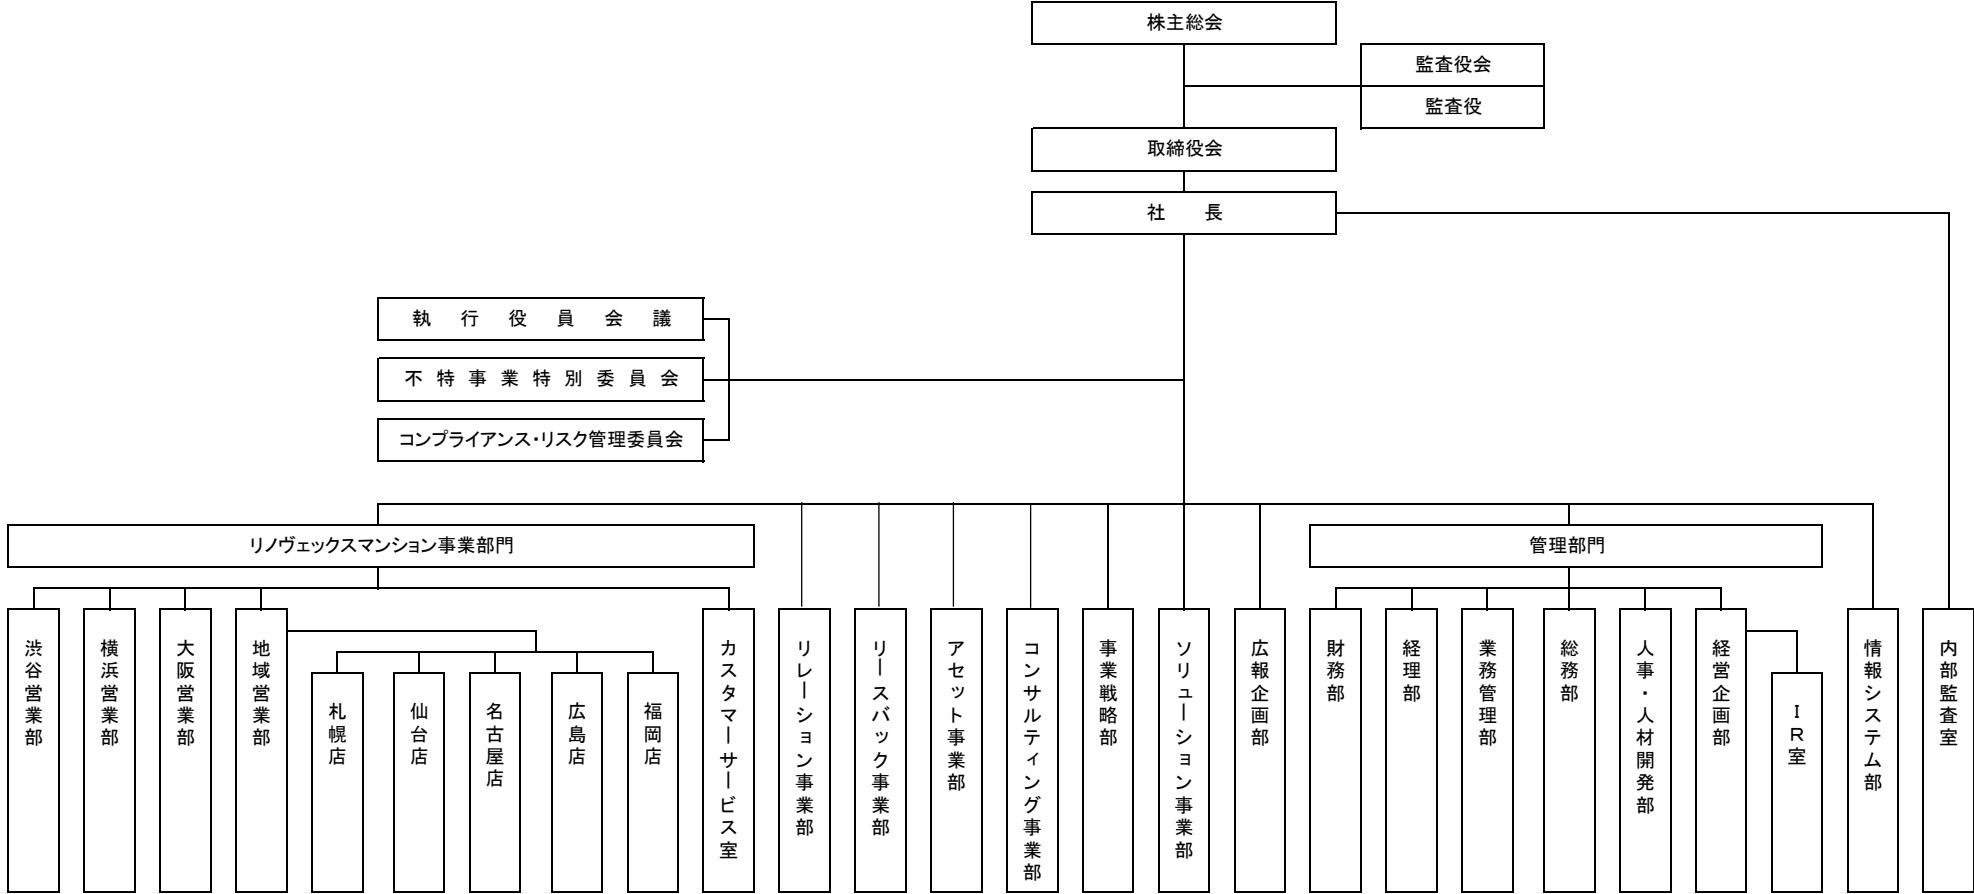 株主総会
監査役会
監査役
取締役会
社　　長
執行役員会議
不特事業特別委員会
コンプライアンス・リスク管理委員会
リノヴェックスマンション事業部門
管理部門
渋谷営業部
横浜営業部
大阪営業部
地域営業部
札幌店
仙台店
名古屋店
広島店
福岡店
カスタマーサービス室
リレーション事業部
リースバック事業部
アセット事業部
コンサルティング事業部
事業戦略部
ソリューション事業部
広報企画部
財務部
経理部
業務管理部
総務部
人事・人材開発部
経営企画部
ＩＲ室
情報システム部
内部監査室